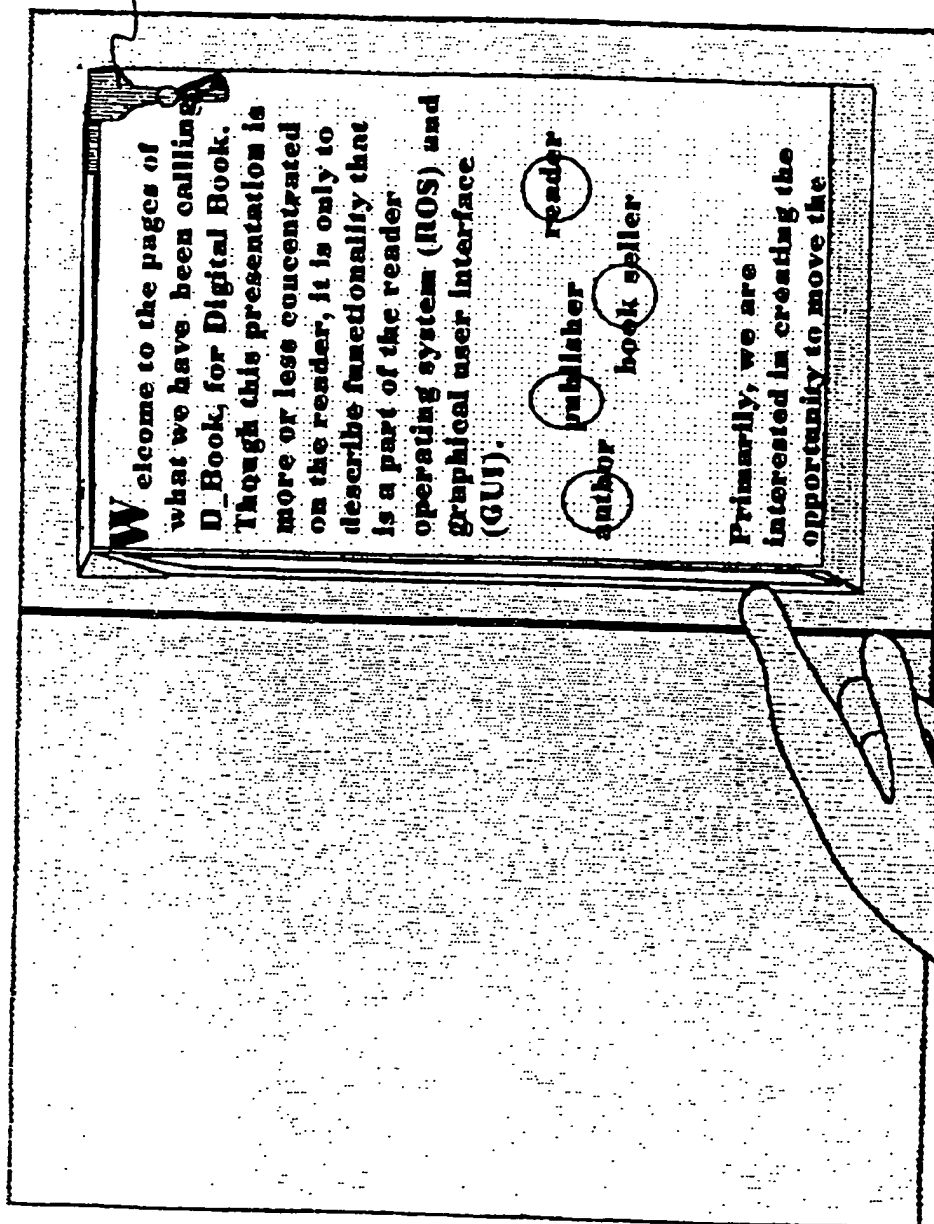 Welcome to the pages of
what we have been callling
D_Book, for Digital Book.
Though this presentation is
more or less coucentrated
on the reader, it is only to
describe functionality that
is a part of the reader
operating system (ROS) and
graphical user interface
(GUI).
author publisher book seller reader
Primarily, we are
interested in creating the
opportunity to move the